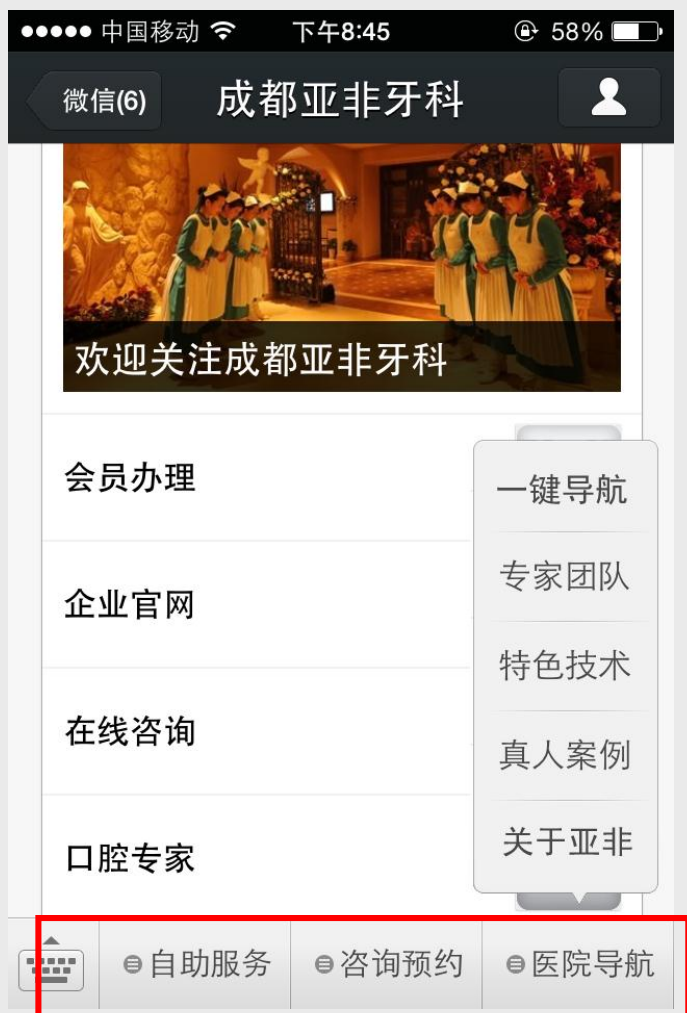 中国移动 下午8:45 58%
微信(6) 成都亚非牙科
欢迎关注成都亚非牙科
会员办理
企业官网
在线咨询
口腔专家
一键导航
专家团队
特色技术
真人案例
关于亚非
自助服务 咨询预约 医院导航